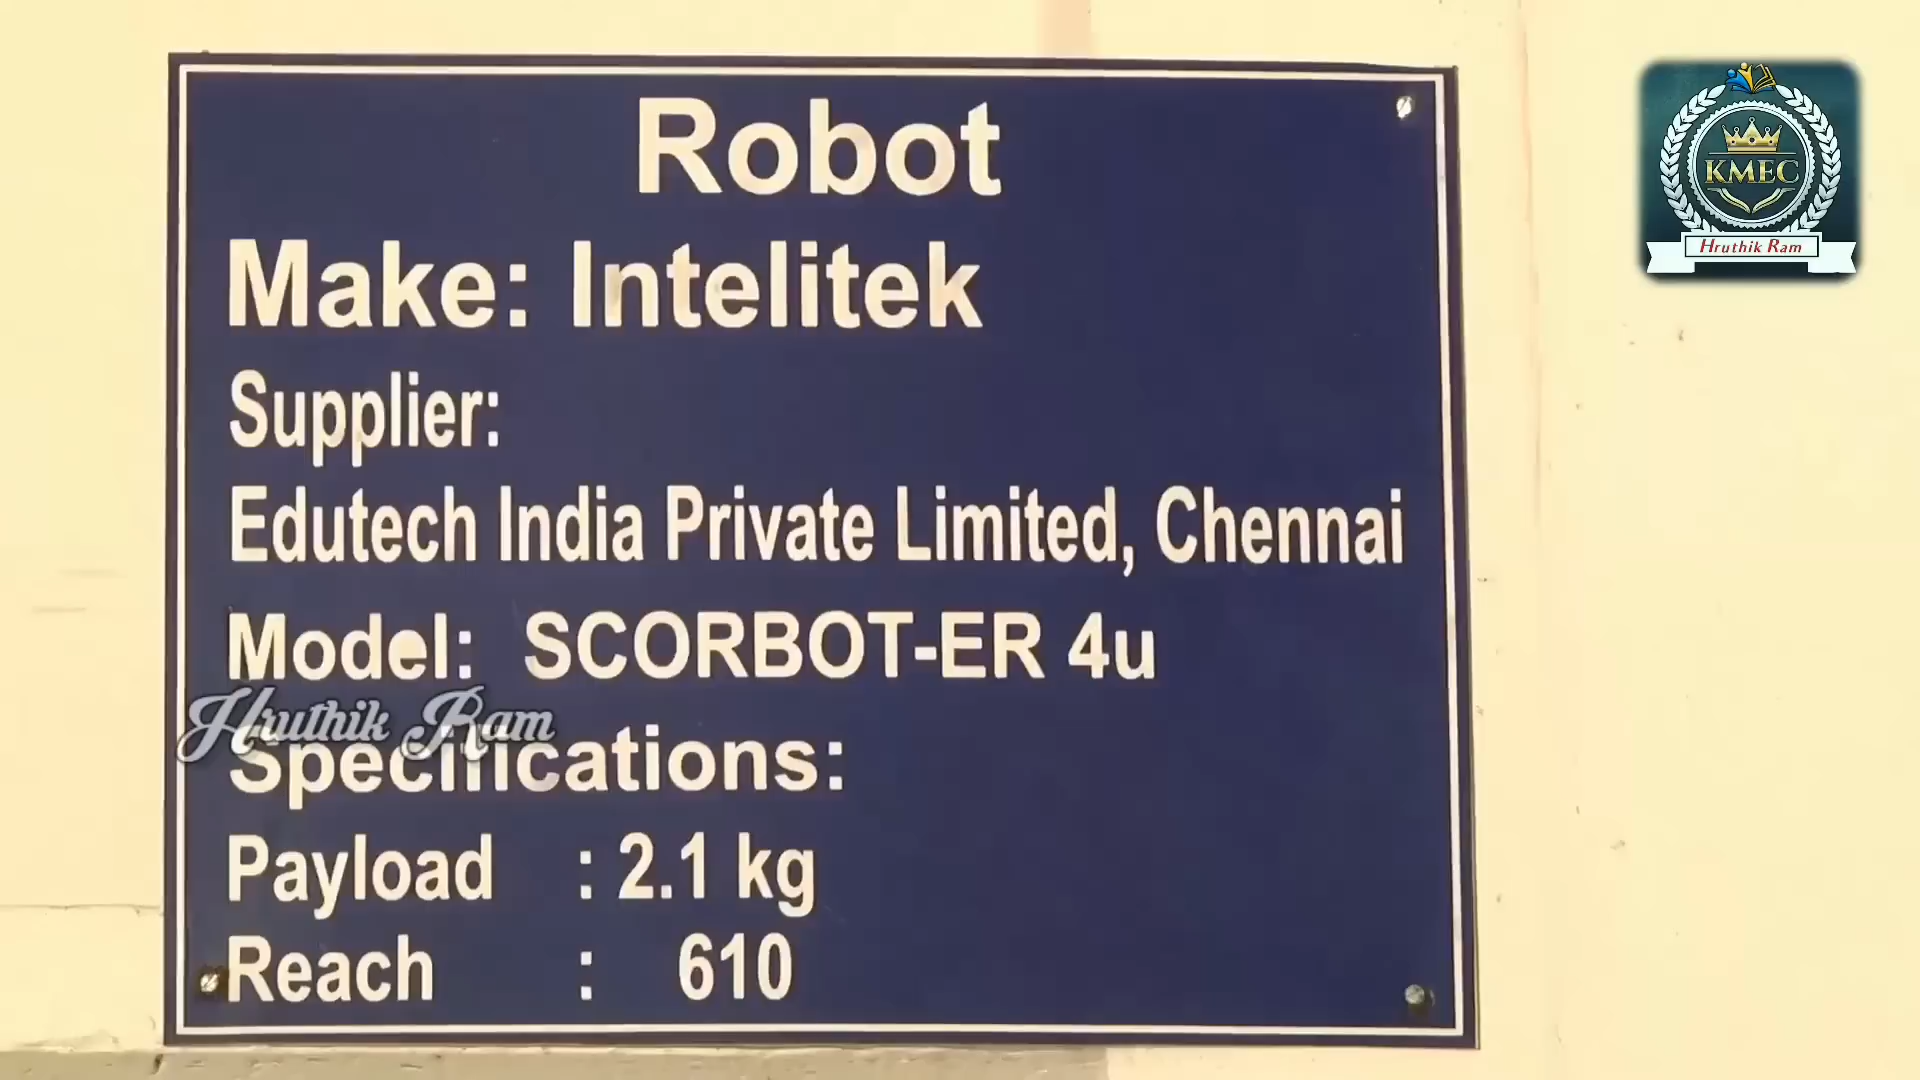 Robot
Make: Intelitek
Supplier:
Edutech India Private Limited, Chennai
Model: SCORBOT-ER 4u
Hruthik Ram
Specifications:
Payload : 2.1 kg
Reach : 610
KMEC
Hruthik Ram